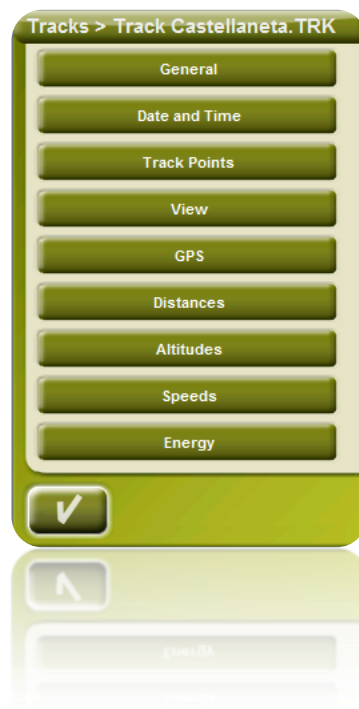 Tracks > Track Castellaneta.TRK
General
Date and Time
Track Points
View
GPS
Distances
Altitudes
Speeds
Energy